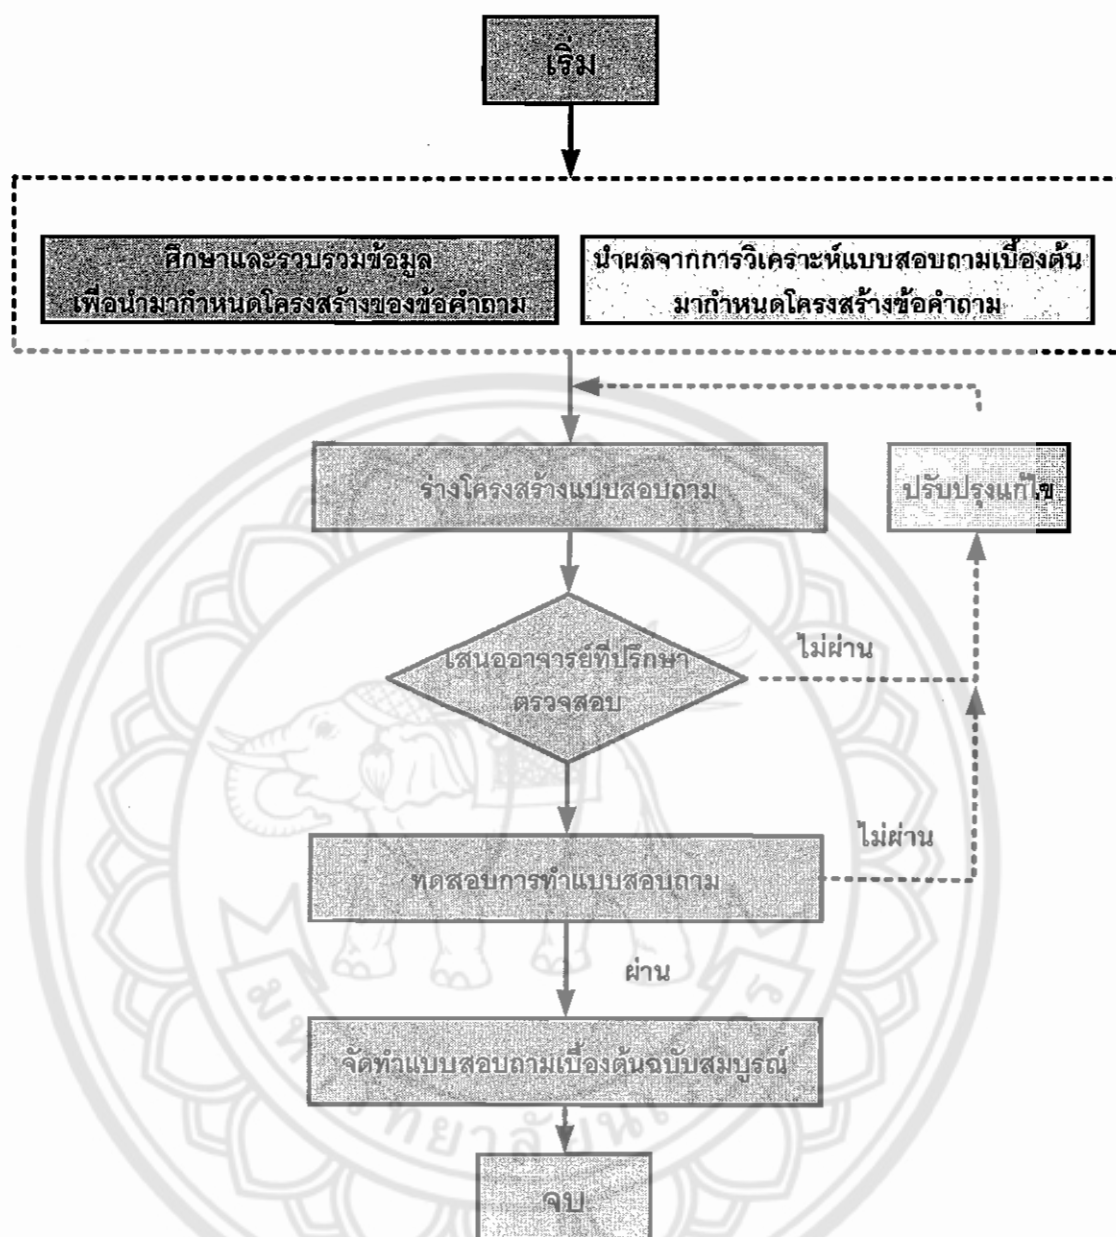 เริ่ม
ศึกษาและรวบรวมข้อมูล
เพื่อนำมากำหนดโครงสร้างของข้อคำถาม
นำผลจากการวิเคราะห์แบบสอบถามเบื้องต้น
มากำหนดโครงสร้างข้อคำถาม
ร่างโครงสร้างแบบสอบถาม
ปรับปรุงแก้ไข
เสนออาจารย์ที่ปรึกษา
ตรวจสอบ
ไม่ผ่าน
ทดสอบการทำแบบสอบถาม
ไม่ผ่าน
ผ่าน
จัดทำแบบสอบถามเบื้องต้นฉบับสมบูรณ์
จบ